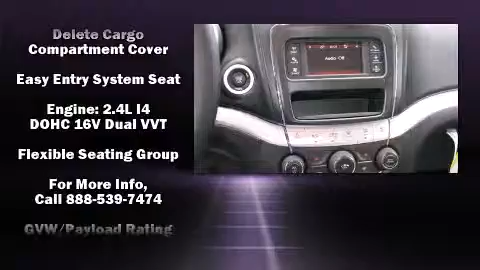 Delete Cargo
Compartment Cover
Easy Entry System Seat
Engine: 2.4L I4
DOHC 16V Dual VVT
Flexible Seating Group
For More Info,
Call 888-539-7474
GVW/Payload Rating
Audio Off